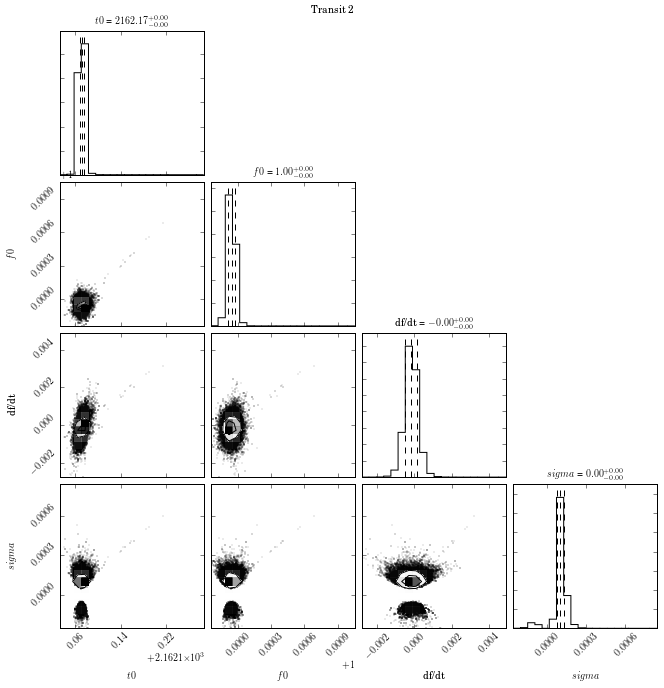 Transit 2
t0 = 2162.17+0.00−0.00
+1
f0 = 1.00+0.00−0.00
0.0009
0.0006
0.0003
0.0000
f0
df/dt = −0.00+0.00−0.00
0.004
0.002
0.000
−0.002
df/dt
sigma = 0.00+0.00−0.00
0.0006
0.0003
0.0000
sigma
0.06 0.14 0.22
+2.1621×10³
t0
0.0000 0.0003 0.0006 0.0009
+1
f0
−0.002 0.000 0.002 0.004
df/dt
0.0000 0.0003 0.0006
sigma